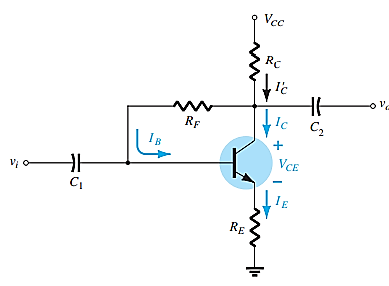 V_CC
R_C
I'_C
R_F
I_C
C_2
v_o
I_B
+
V_CE
v_i
C_1
−
I_E
R_E